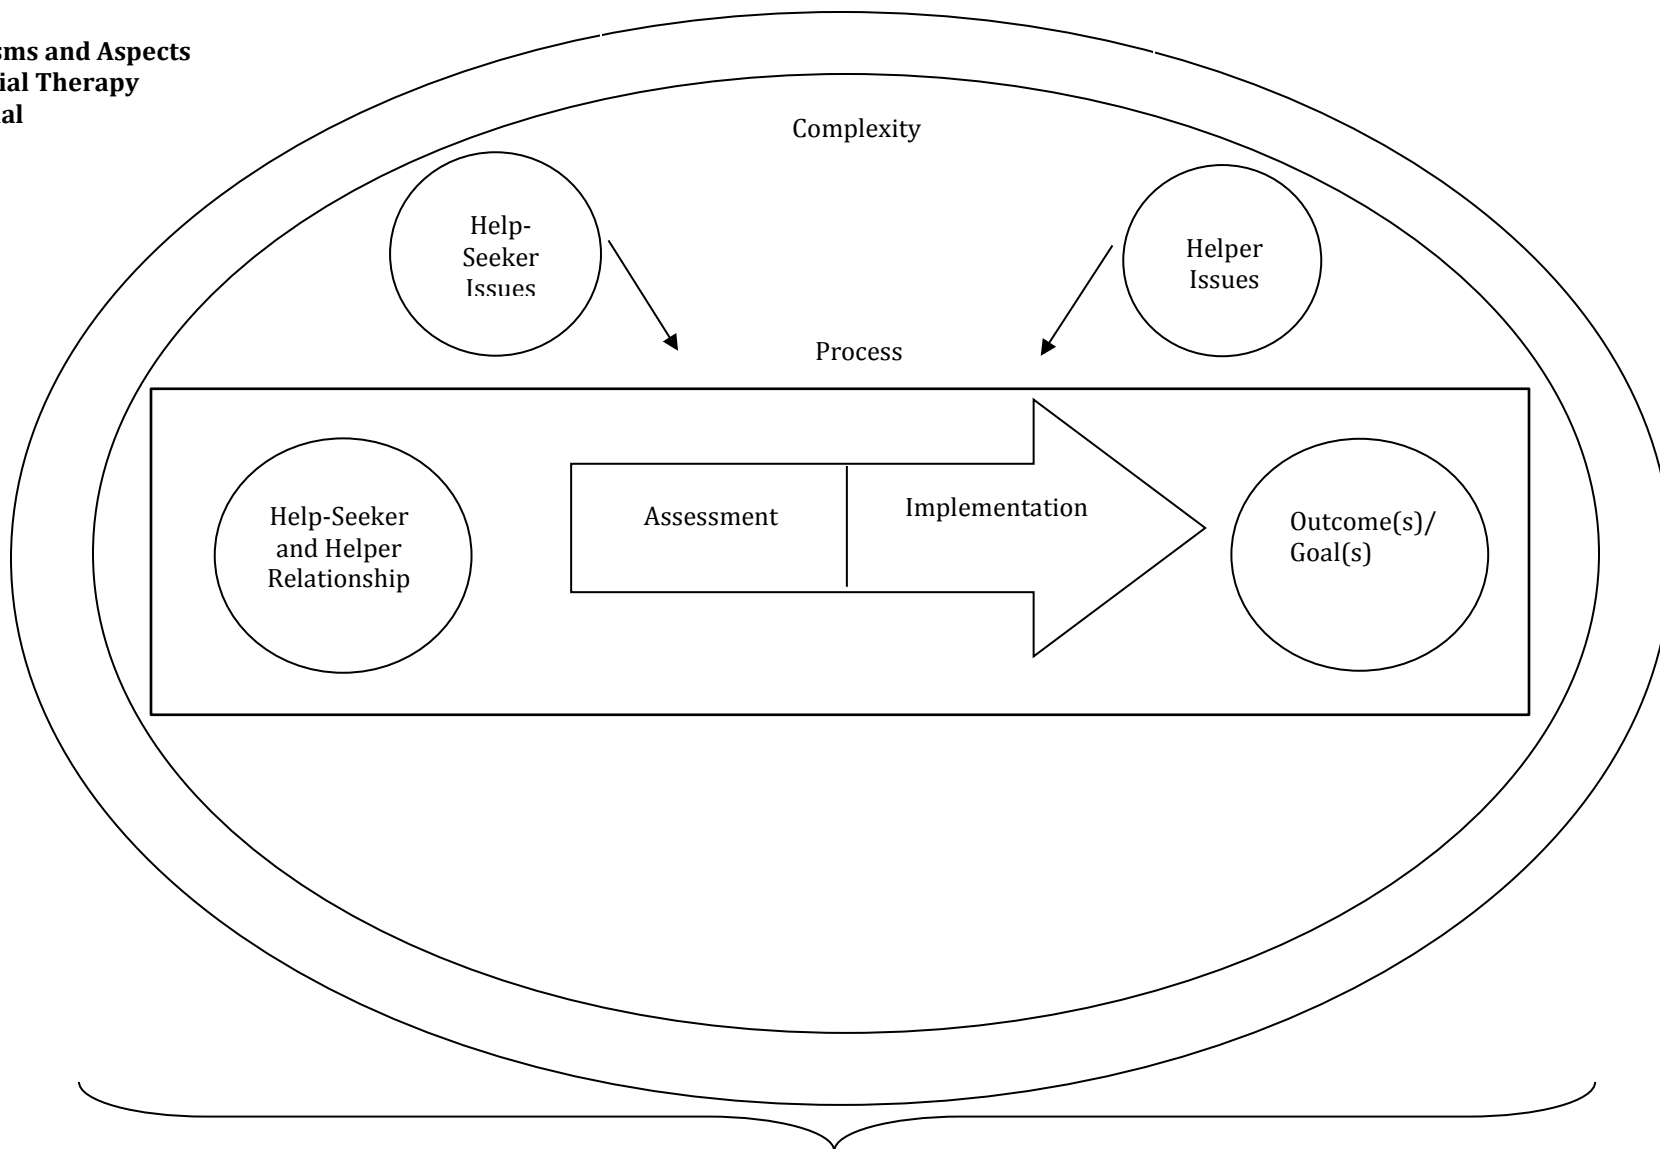 sms and Aspects
ial Therapy
al
Complexity
Help-
Seeker
Issues
Helper
Issues
Process
Help-Seeker
and Helper
Relationship
Assessment
Implementation
Outcome(s)/
Goal(s)